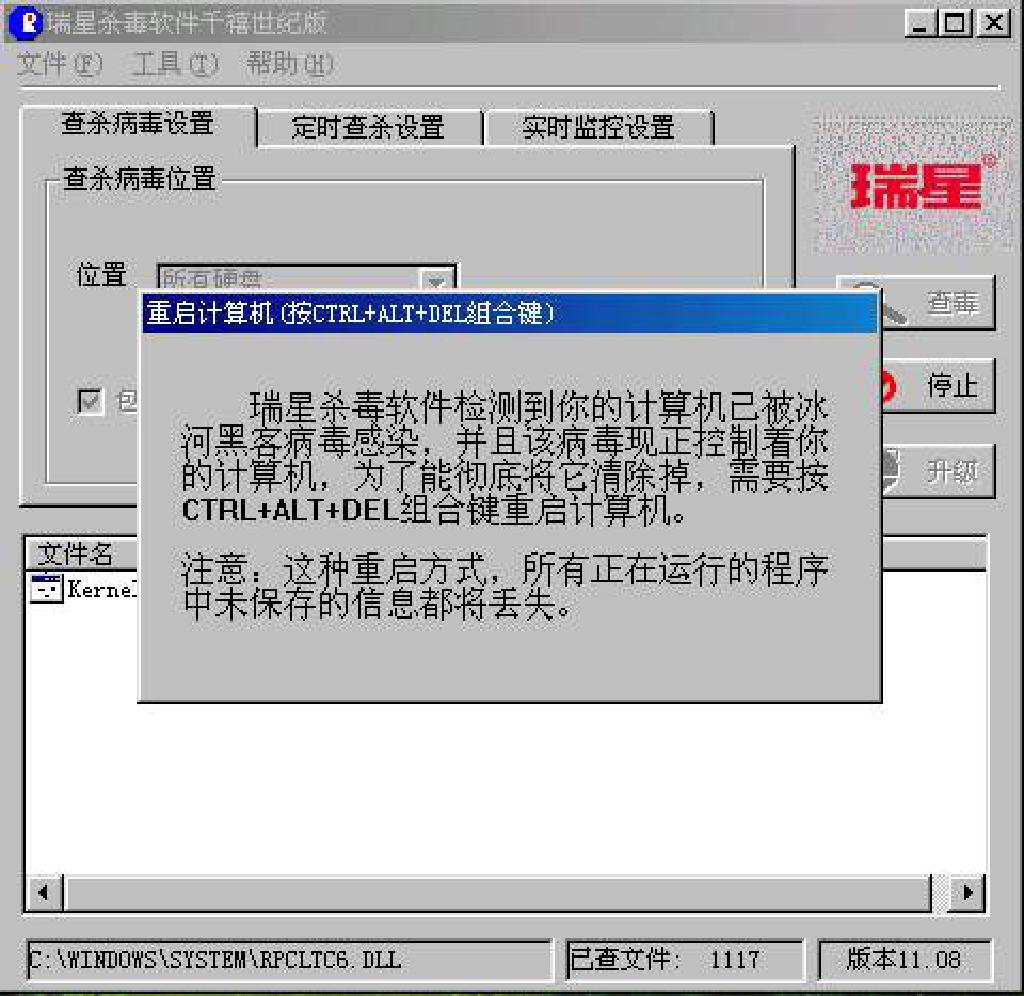 瑞星杀毒软件千禧世纪版
文件(F) 工具(T) 帮助(H)
查杀病毒设置 定时查杀设置 实时监控设置
瑞星®
查杀病毒位置
位置 所有硬盘
查毒
重启计算机(按CTRL+ALT+DEL组合键)
停止
包
瑞星杀毒软件检测到你的计算机已被冰
河黑客病毒感染，并且该病毒现正控制着你
的计算机，为了能彻底将它清除掉，需要按
CTRL+ALT+DEL组合键重启计算机。
升级
注意：这种重启方式，所有正在运行的程序
中未保存的信息都将丢失。
文件名
Kernel
C:\WINDOWS\SYSTEM\RPCLTC6.DLL 已查文件: 1117 版本11.08